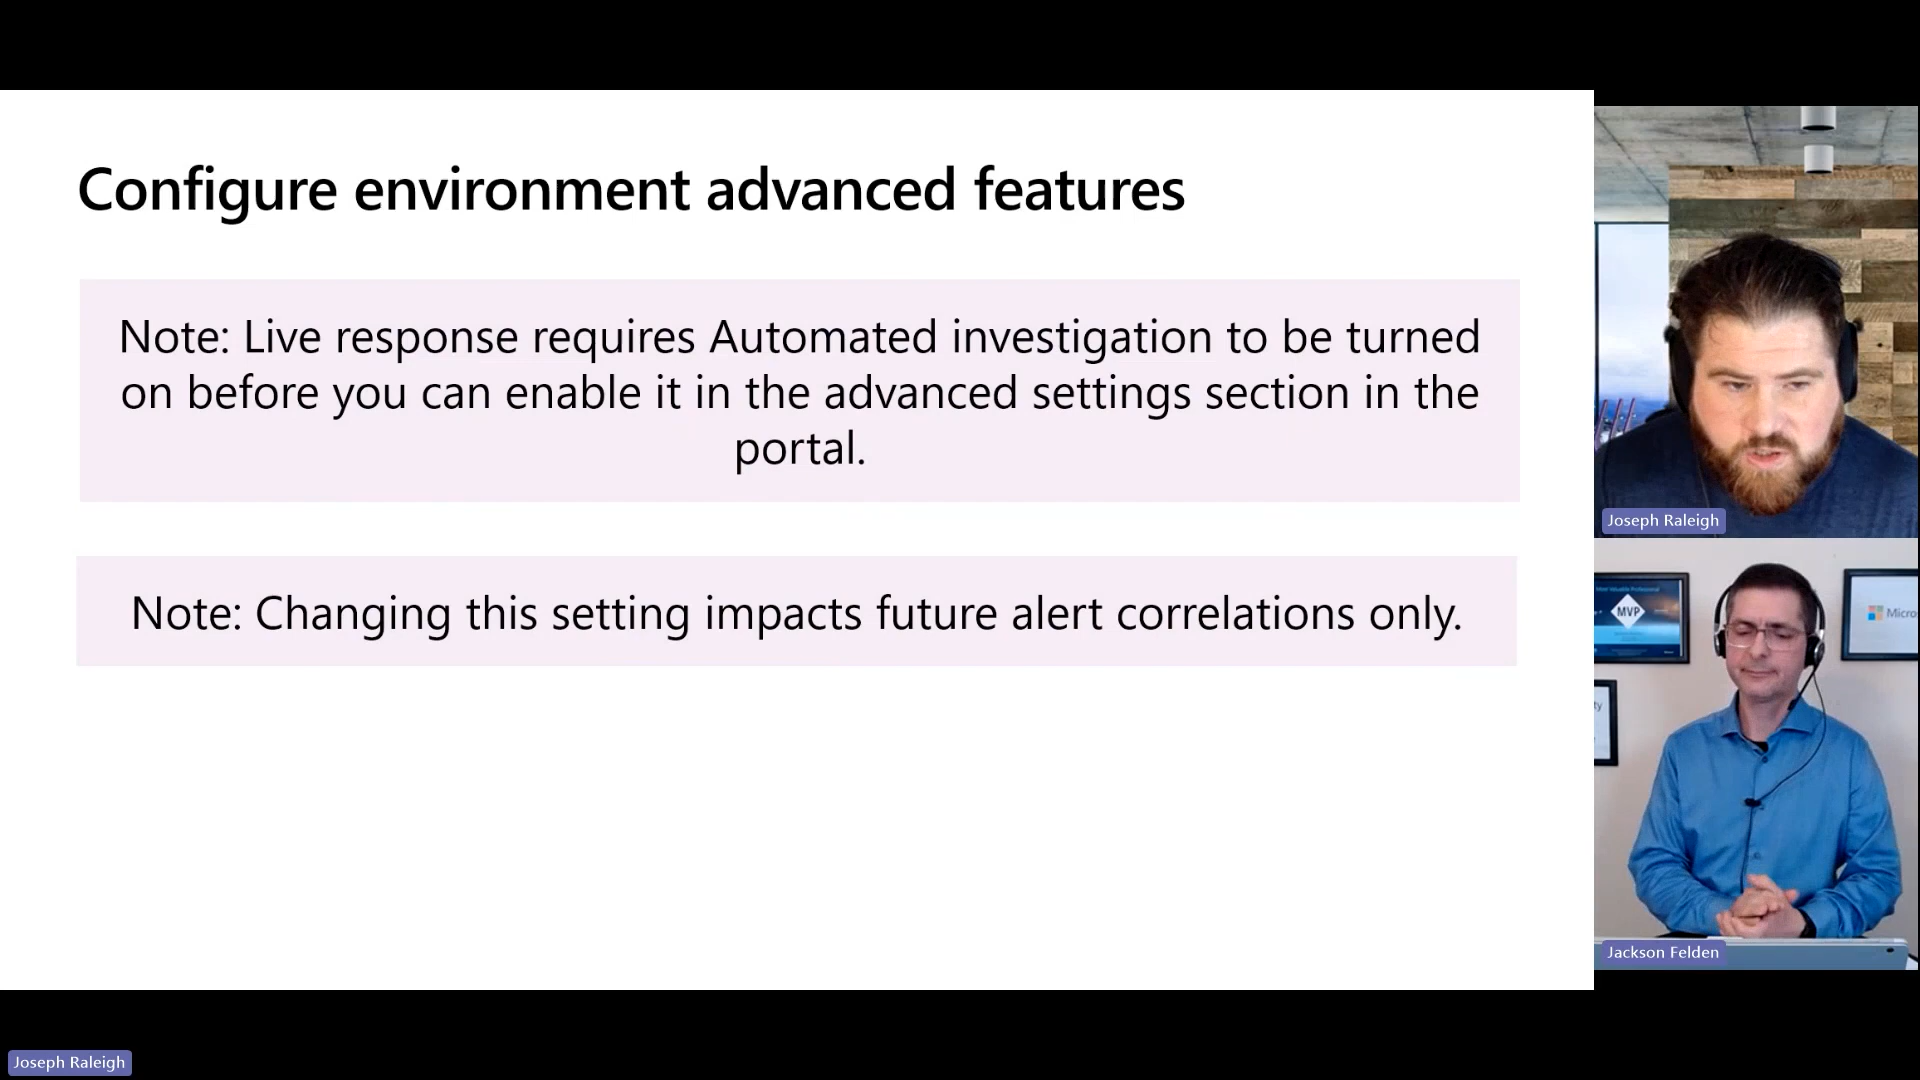 Configure environment advanced features
Note: Live response requires Automated investigation to be turned
on before you can enable it in the advanced settings section in the
portal.
Note: Changing this setting impacts future alert correlations only.
Joseph Raleigh
MVP
Jackson Felden
Joseph Raleigh